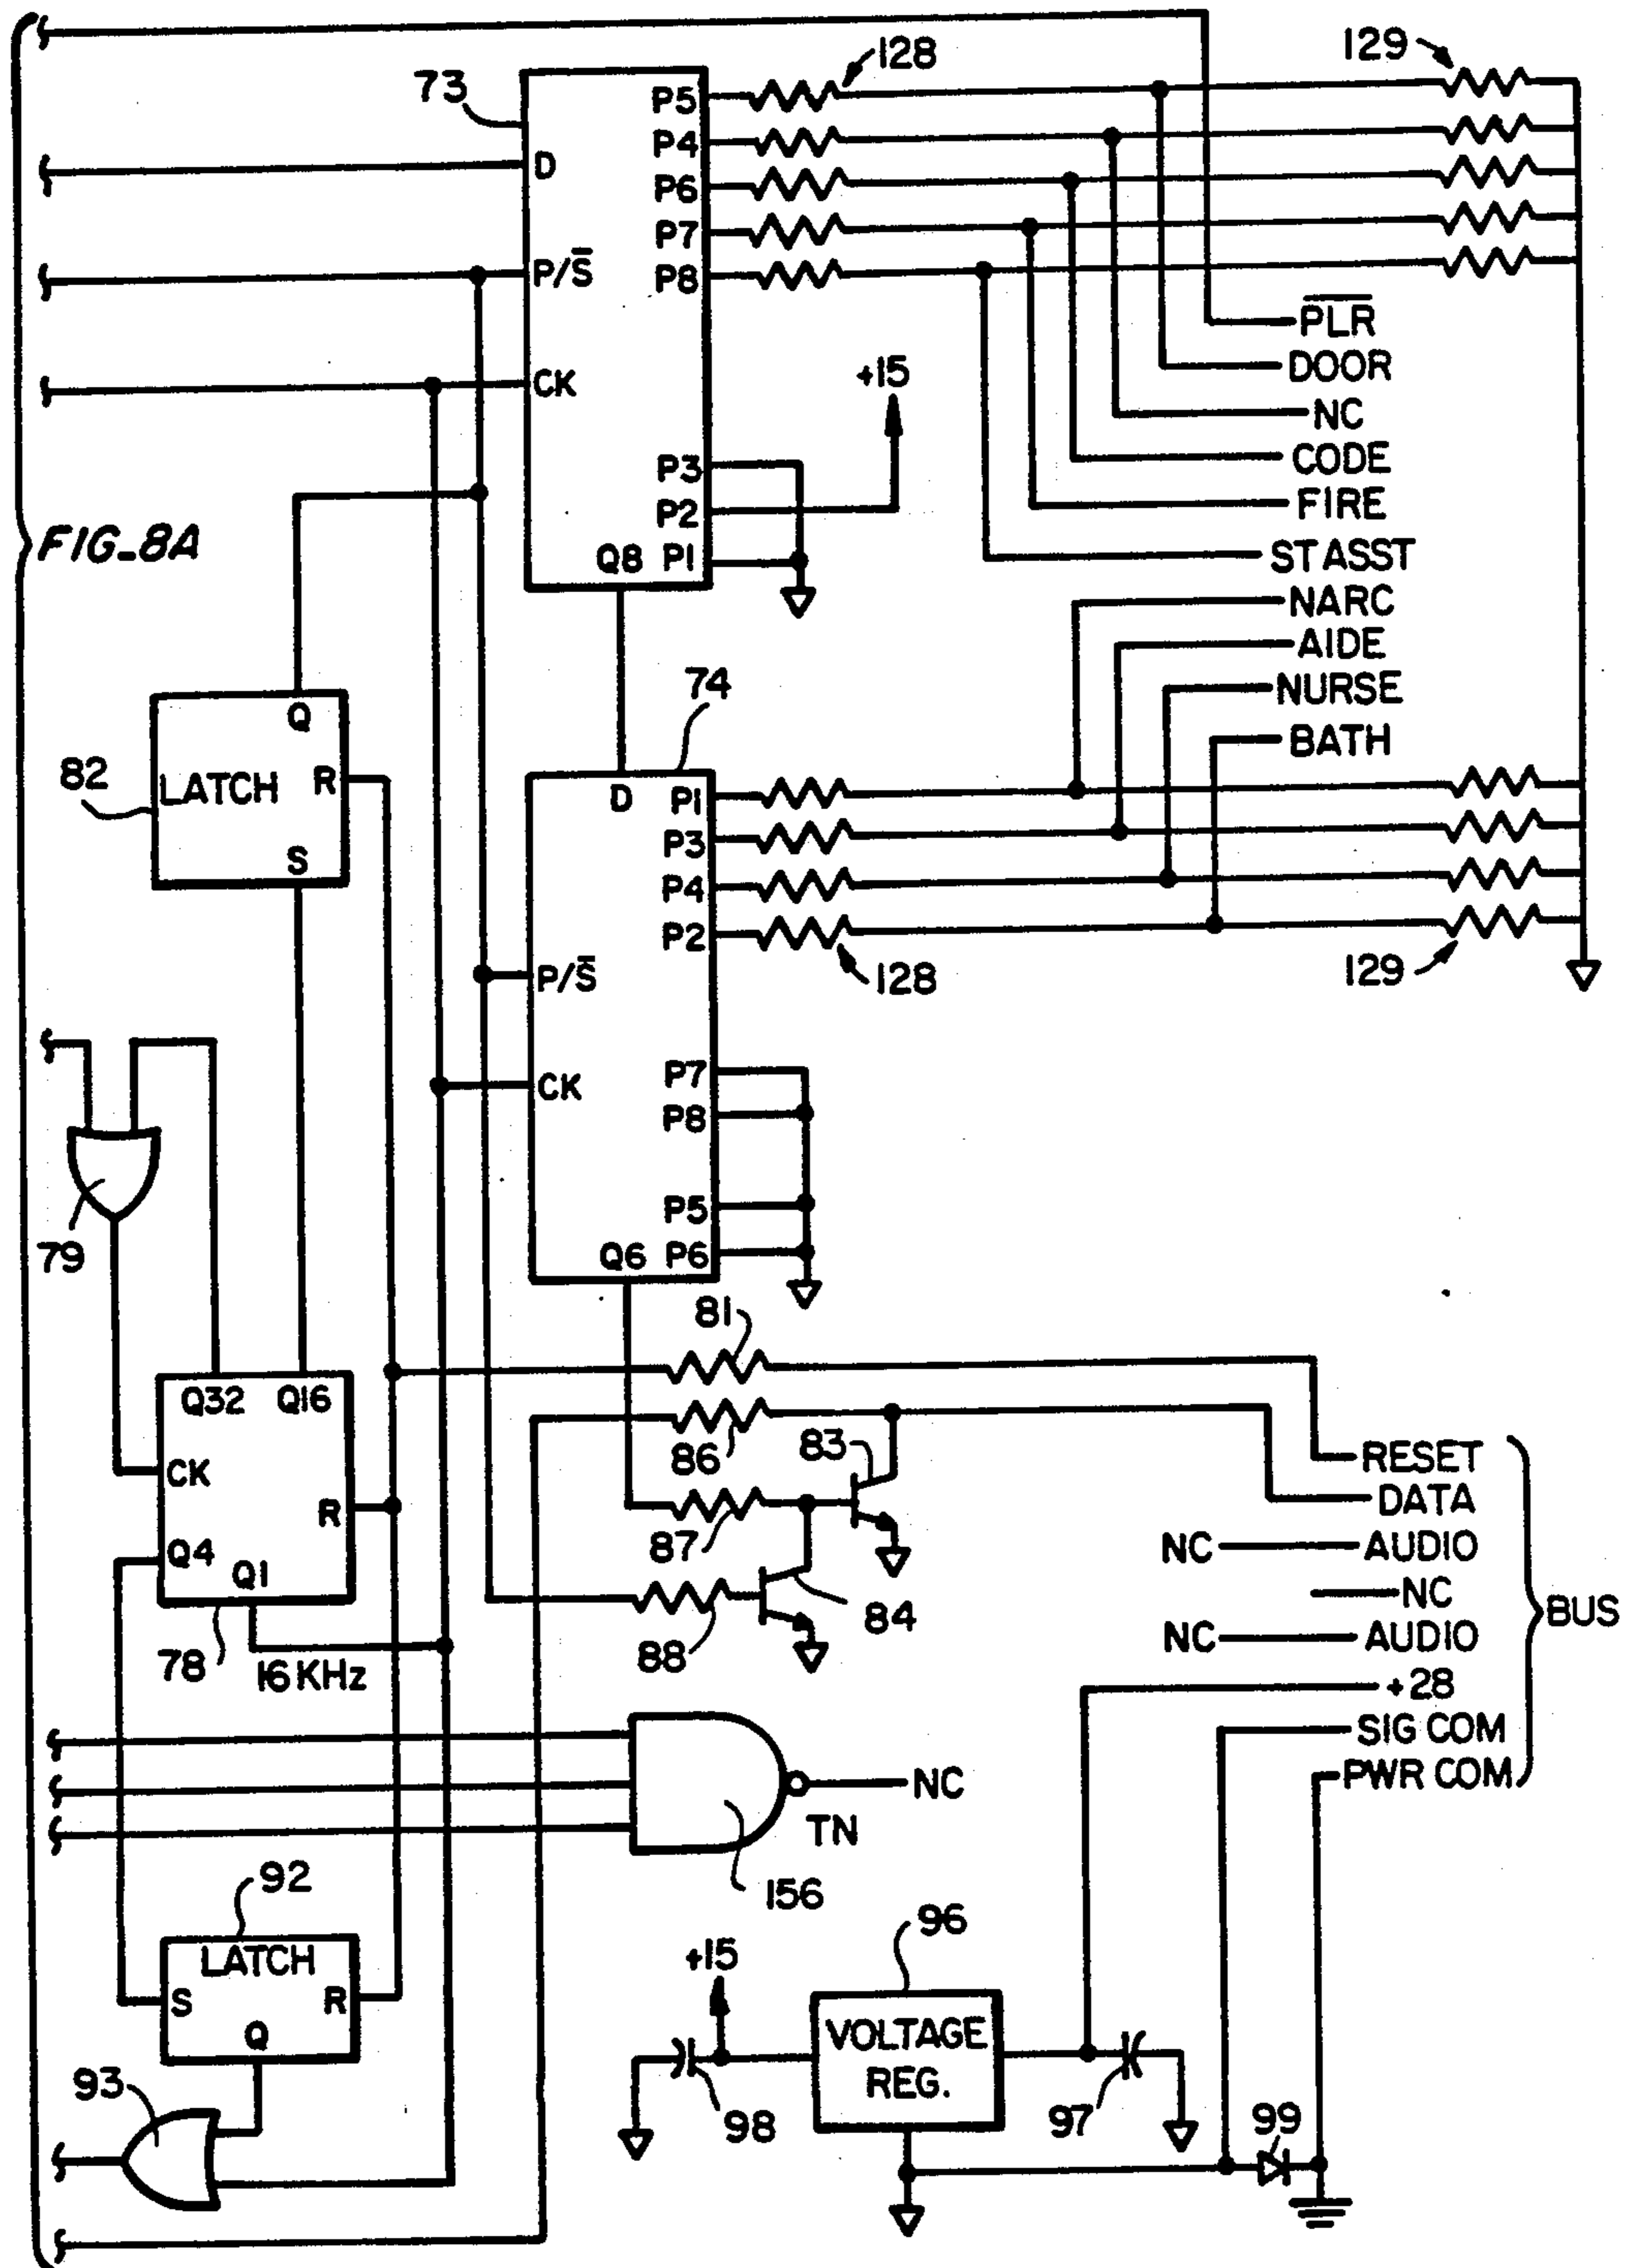 128
129
73
P5
P4
D
P6
P7
P/S̅
P8
P̅L̅R̅
DOOR
+15
CK
NC
P3
CODE
P2
FIRE
FIG_8A
Q8 P1
STASST
NARC
AIDE
74
NURSE
Q
BATH
82
LATCH R
D P1
P3
S
P4
P2
128
129
P/S̅
P7
CK
P8
P5
79
Q6 P6
81
Q32 Q16
86
83
RESET
CK
DATA
R
87
NC AUDIO
Q4
Q1
NC
84
BUS
NC AUDIO
78
16 KHz
88
+28
SIG COM
NC
PWR COM
TN
156
92
96
LATCH
+15
S R
VOLTAGE
REG.
Q
93
98
97
99